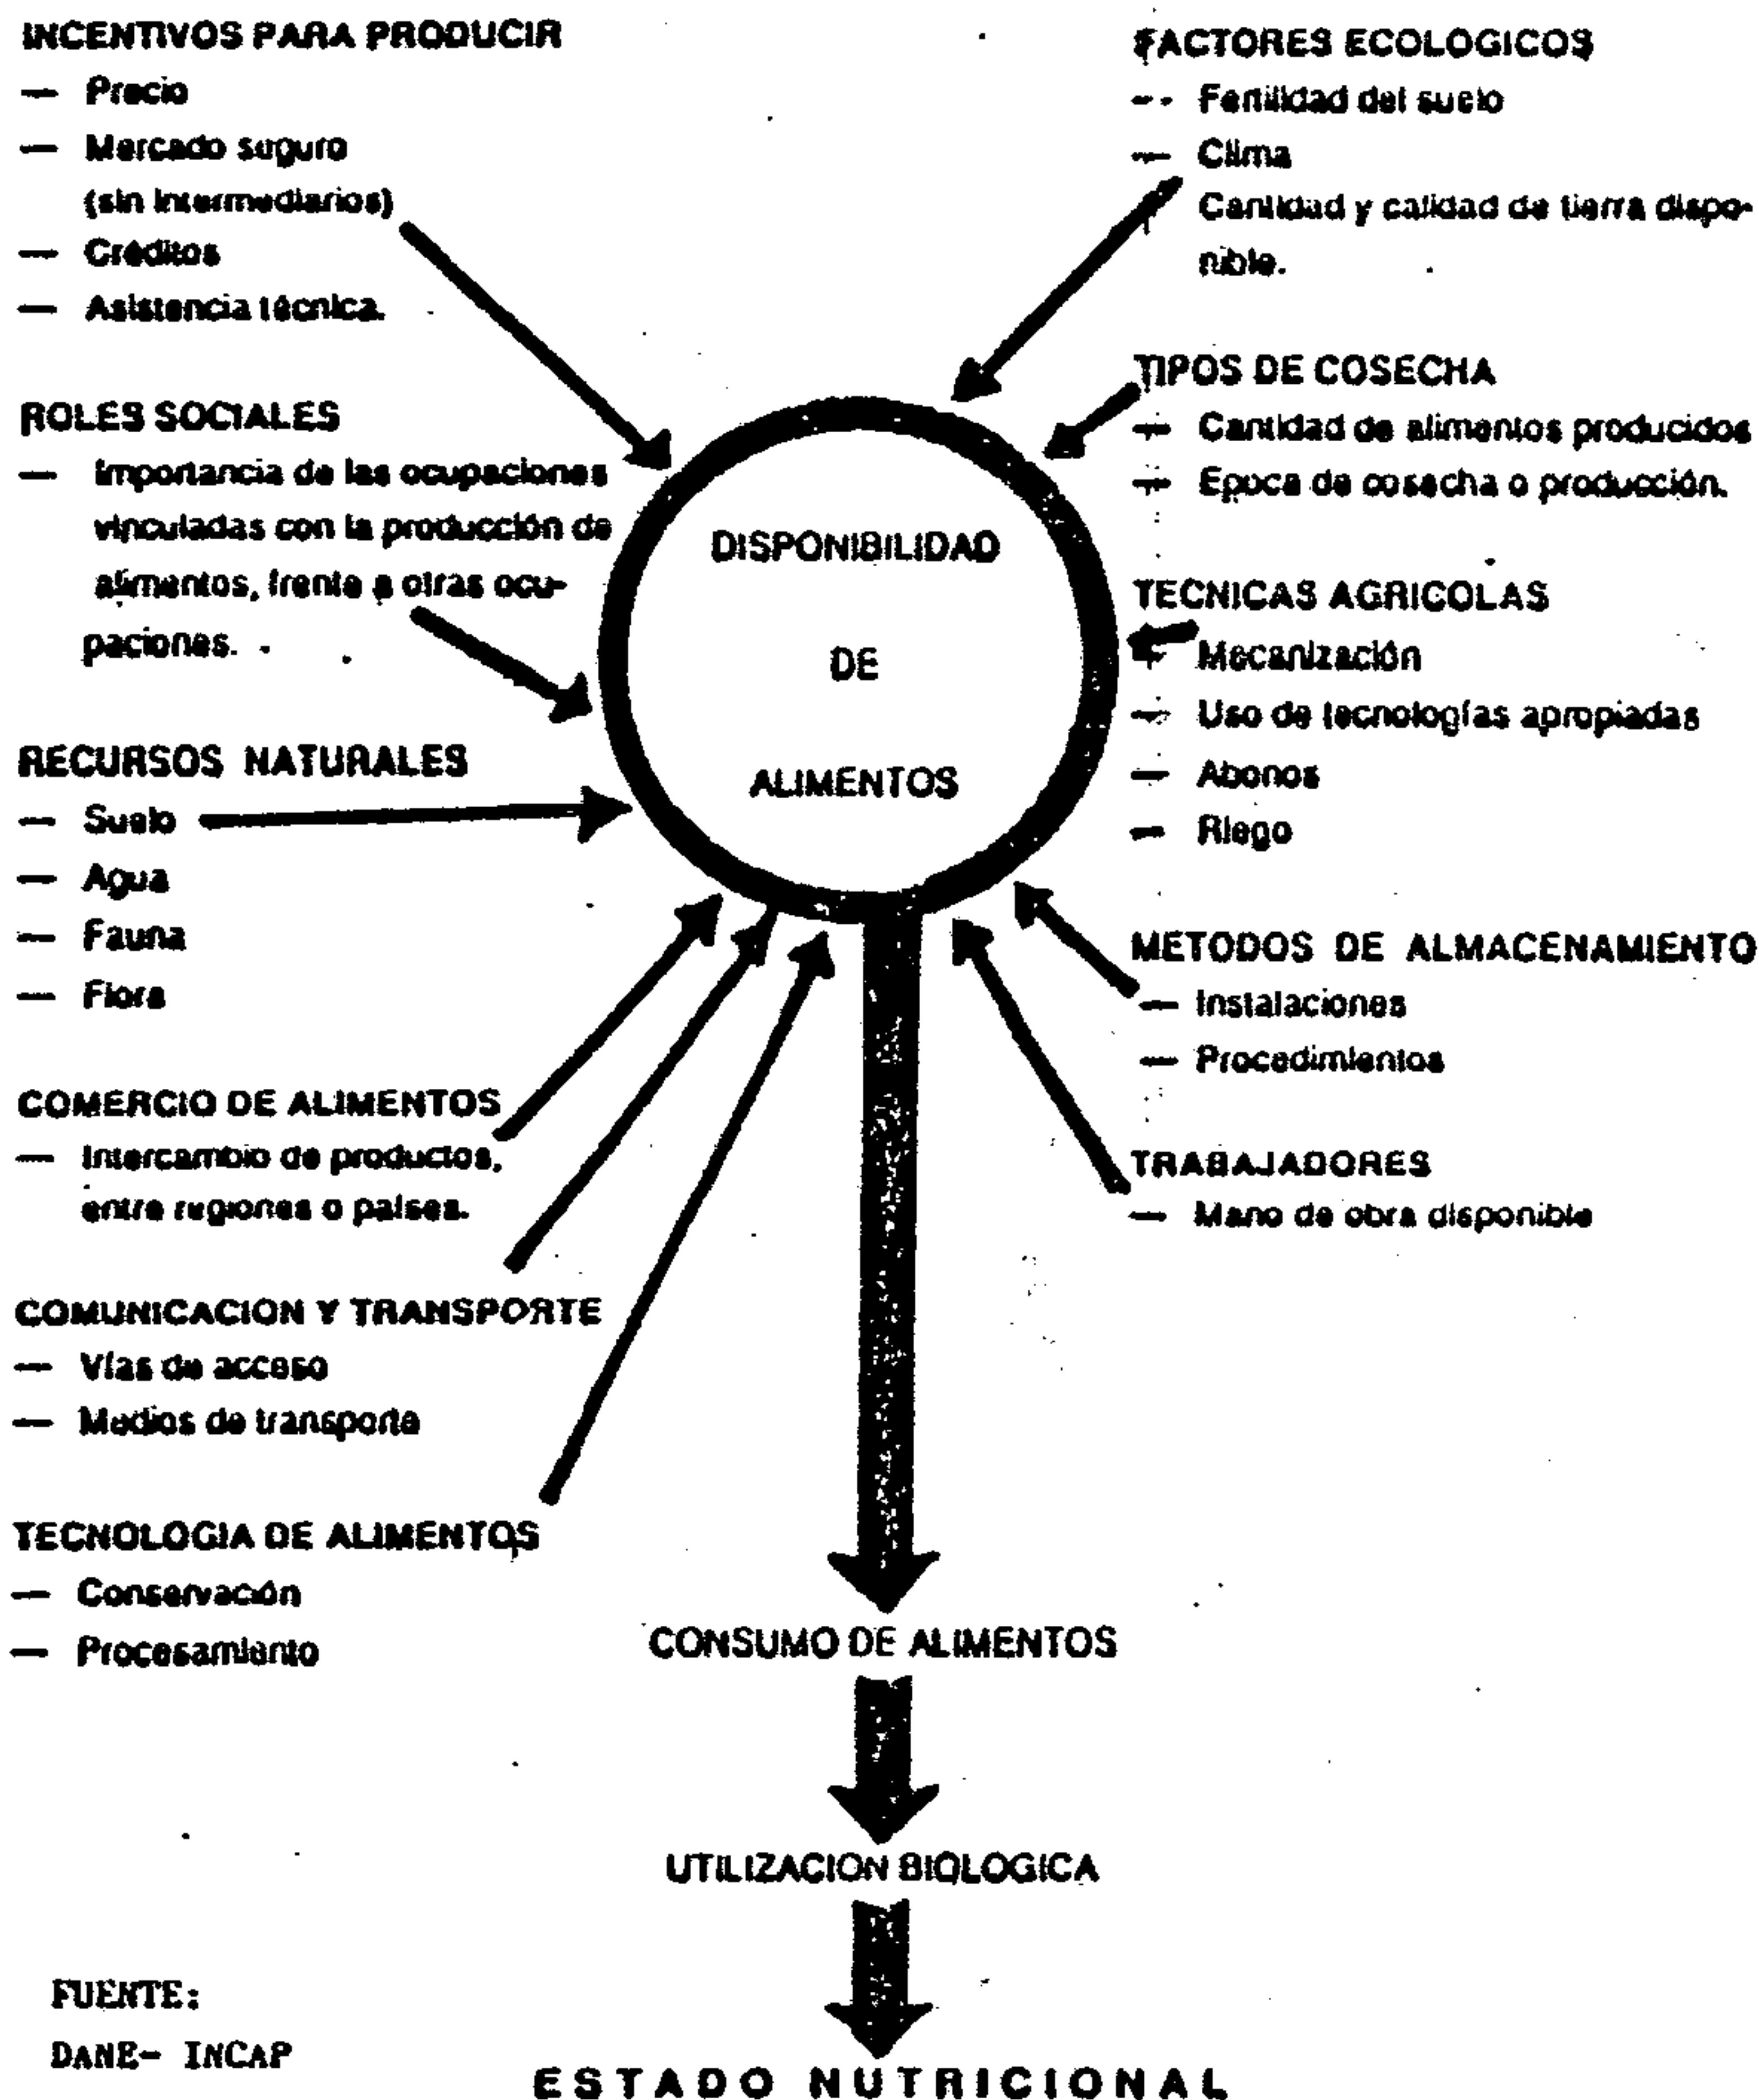 INCENTIVOS PARA PRODUCIR
— Precio
— Mercado seguro
(sin intermediarios)
— Créditos
— Asistencia técnica.
ROLES SOCIALES
— Importancia de las ocupaciones
vinculadas con la producción de
alimentos, frente a otras ocu-
paciones.
RECURSOS NATURALES
— Suelo
— Agua
— Fauna
— Flora
COMERCIO DE ALIMENTOS
— Intercambio de productos,
entre regiones o países.
COMUNICACION Y TRANSPORTE
— Vías de acceso
— Medios de transporte
TECNOLOGIA DE ALIMENTOS
— Conservación
— Procesamiento
DISPONIBILIDAD
DE
ALIMENTOS
FACTORES ECOLOGICOS
— Fertilidad del suelo
— Clima
Cantidad y calidad de tierra dispo-
nible.
TIPOS DE COSECHA
— Cantidad de alimentos producidos
— Epoca de cosecha o producción.
TECNICAS AGRICOLAS
— Mecanización
— Uso de tecnologías apropiadas
— Abonos
— Riego
METODOS DE ALMACENAMIENTO
— Instalaciones
— Procedimientos
TRABAJADORES
— Mano de obra disponible
CONSUMO DE ALIMENTOS
UTILIZACION BIOLOGICA
ESTADO NUTRICIONAL
FUENTE:
DANE- INCAP